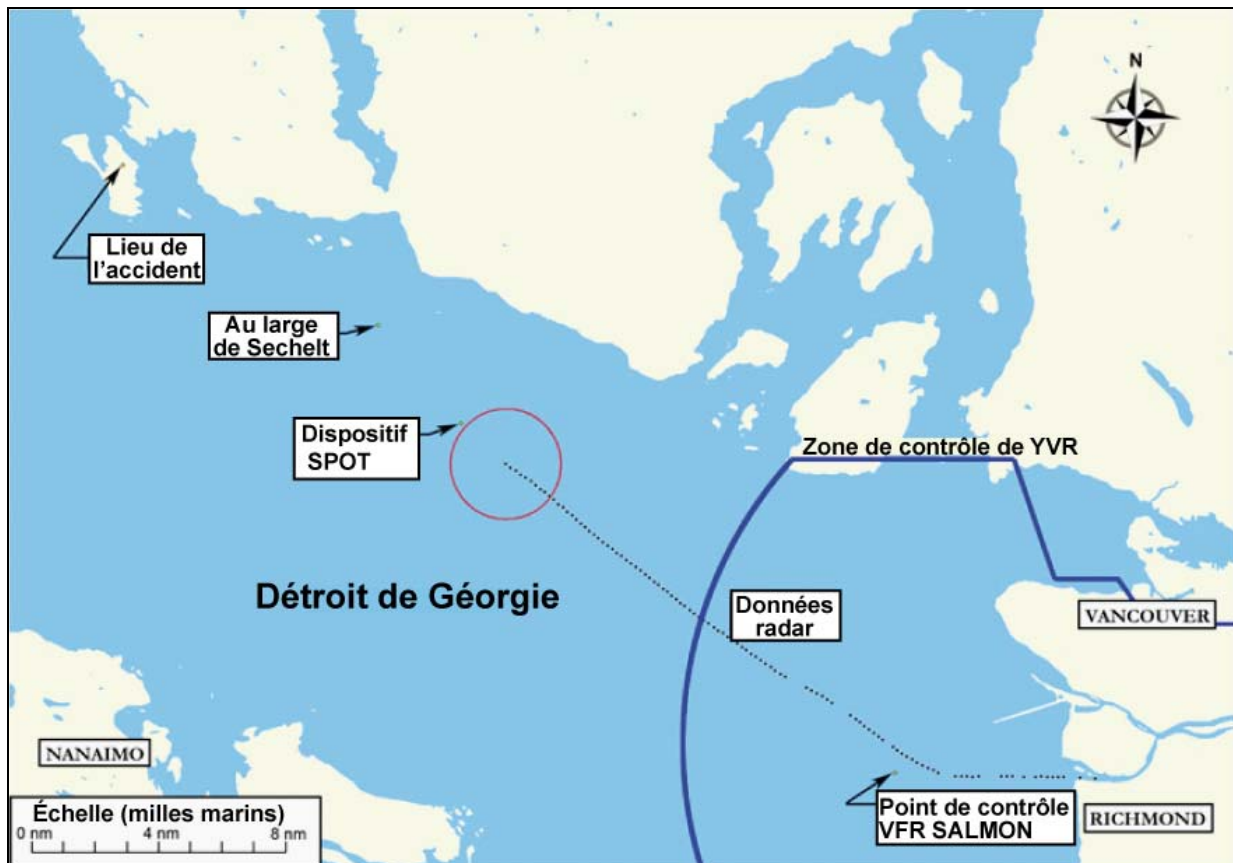 N
Lieu de
l'accident
Au large
de Sechelt
Dispositif
SPOT
Zone de contrôle de YVR
Détroit de Géorgie
Données
radar
VANCOUVER
NANAIMO
Échelle (milles marins)
0 nm 4 nm 8 nm
Point de contrôle
VFR SALMON
RICHMOND